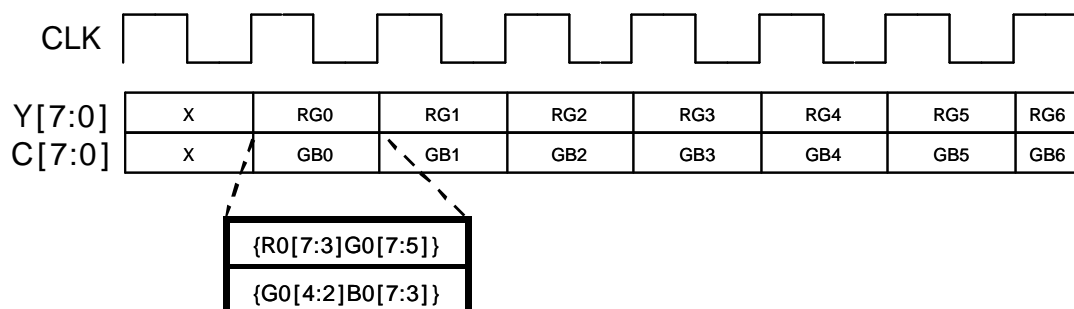 CLK
Y[7:0] X RG0 RG1 RG2 RG3 RG4 RG5 RG6
C[7:0] X GB0 GB1 GB2 GB3 GB4 GB5 GB6
{R0[7:3]G0[7:5]}
{G0[4:2]B0[7:3]}